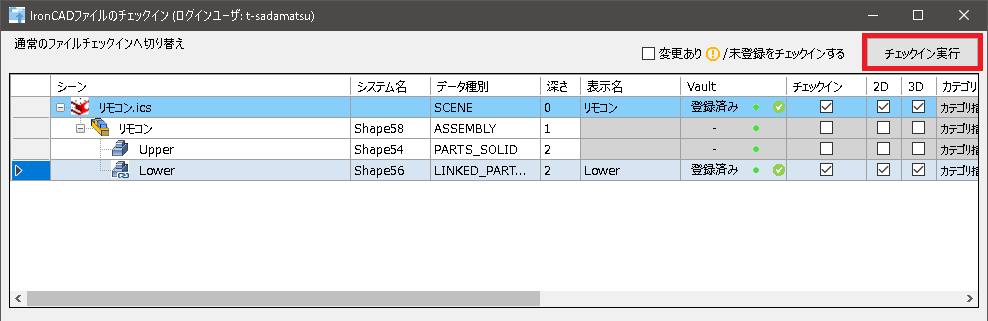 IronCADファイルのチェックイン (ログインユーザ: t-sadamatsu)
通常のファイルチェックインへ切り替え
変更あり ! /未登録をチェックインする チェックイン実行
シーン システム名 データ種別 深さ 表示名 Vault チェックイン 2D 3D カテゴリ
リモコン.ics SCENE 0 リモコン 登録済み カテゴリ指
リモコン Shape58 ASSEMBLY 1 - カテゴリ指
Upper Shape54 PARTS_SOLID 2 - カテゴリ指
Lower Shape56 LINKED_PART... 2 Lower 登録済み カテゴリ指